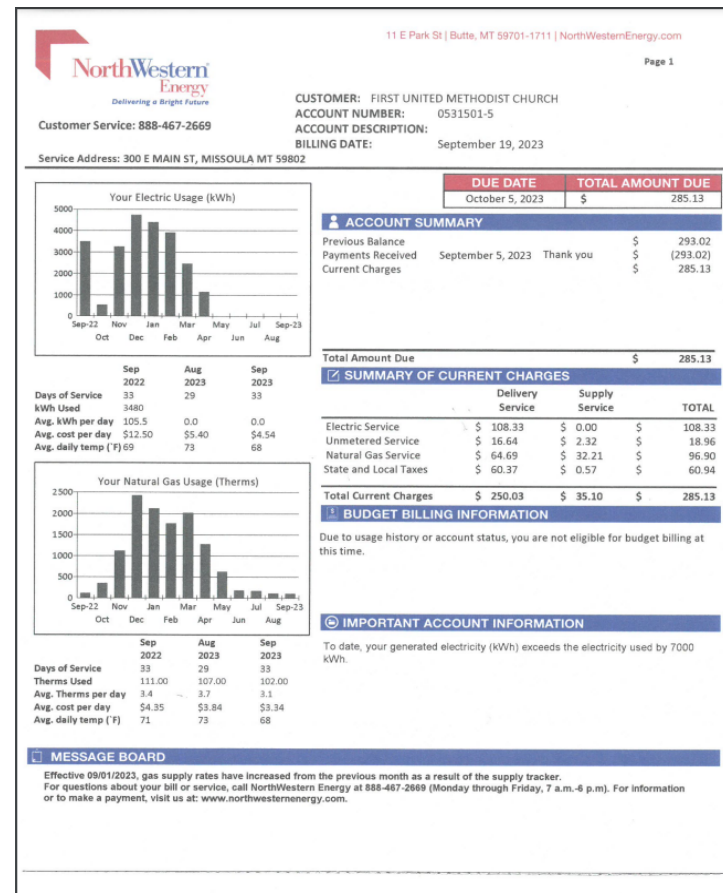 11 E Park St | Butte, MT 59701-1711 | NorthWesternEnergy.com
Page 1
NorthWestern
Energy
Delivering a Bright Future
CUSTOMER: FIRST UNITED METHODIST CHURCH
ACCOUNT NUMBER: 0531501-5
Customer Service: 888-467-2669
ACCOUNT DESCRIPTION:
BILLING DATE: September 19, 2023
Service Address: 300 E MAIN ST, MISSOULA MT 59802
DUE DATE TOTAL AMOUNT DUE
October 5, 2023 $ 285.13
Your Electric Usage (kWh)
5000
4000
3000
2000
1000
0
Sep-22 Nov Jan Mar May Jul Sep-23
Oct Dec Feb Apr Jun Aug
Sep Aug Sep
2022 2023 2023
Days of Service 33 29 33
kWh Used 3480
Avg. kWh per day 105.5 0.0 0.0
Avg. cost per day $12.50 $5.40 $4.54
Avg. daily temp (°F) 69 73 68
Your Natural Gas Usage (Therms)
2500
2000
1500
1000
500
0
Sep-22 Nov Jan Mar May Jul Sep-23
Oct Dec Feb Apr Jun Aug
Sep Aug Sep
2022 2023 2023
Days of Service 33 29 33
Therms Used 111.00 107.00 102.00
Avg. Therms per day 3.4 3.7 3.1
Avg. cost per day $4.35 $3.84 $3.34
Avg. daily temp (°F) 71 73 68
ACCOUNT SUMMARY
Previous Balance $ 293.02
Payments Received September 5, 2023 Thank you $ (293.02)
Current Charges $ 285.13
Total Amount Due $ 285.13
SUMMARY OF CURRENT CHARGES
Delivery Supply
Service Service TOTAL
Electric Service $ 108.33 $ 0.00 $ 108.33
Unmetered Service $ 16.64 $ 2.32 $ 18.96
Natural Gas Service $ 64.69 $ 32.21 $ 96.90
State and Local Taxes $ 60.37 $ 0.57 $ 60.94
Total Current Charges $ 250.03 $ 35.10 $ 285.13
BUDGET BILLING INFORMATION
Due to usage history or account status, you are not eligible for budget billing at
this time.
IMPORTANT ACCOUNT INFORMATION
To date, your generated electricity (kWh) exceeds the electricity used by 7000
kWh.
MESSAGE BOARD
Effective 09/01/2023, gas supply rates have increased from the previous month as a result of the supply tracker.
For questions about your bill or service, call NorthWestern Energy at 888-467-2669 (Monday through Friday, 7 a.m.-6 p.m). For information
or to make a payment, visit us at: www.northwesternenergy.com.